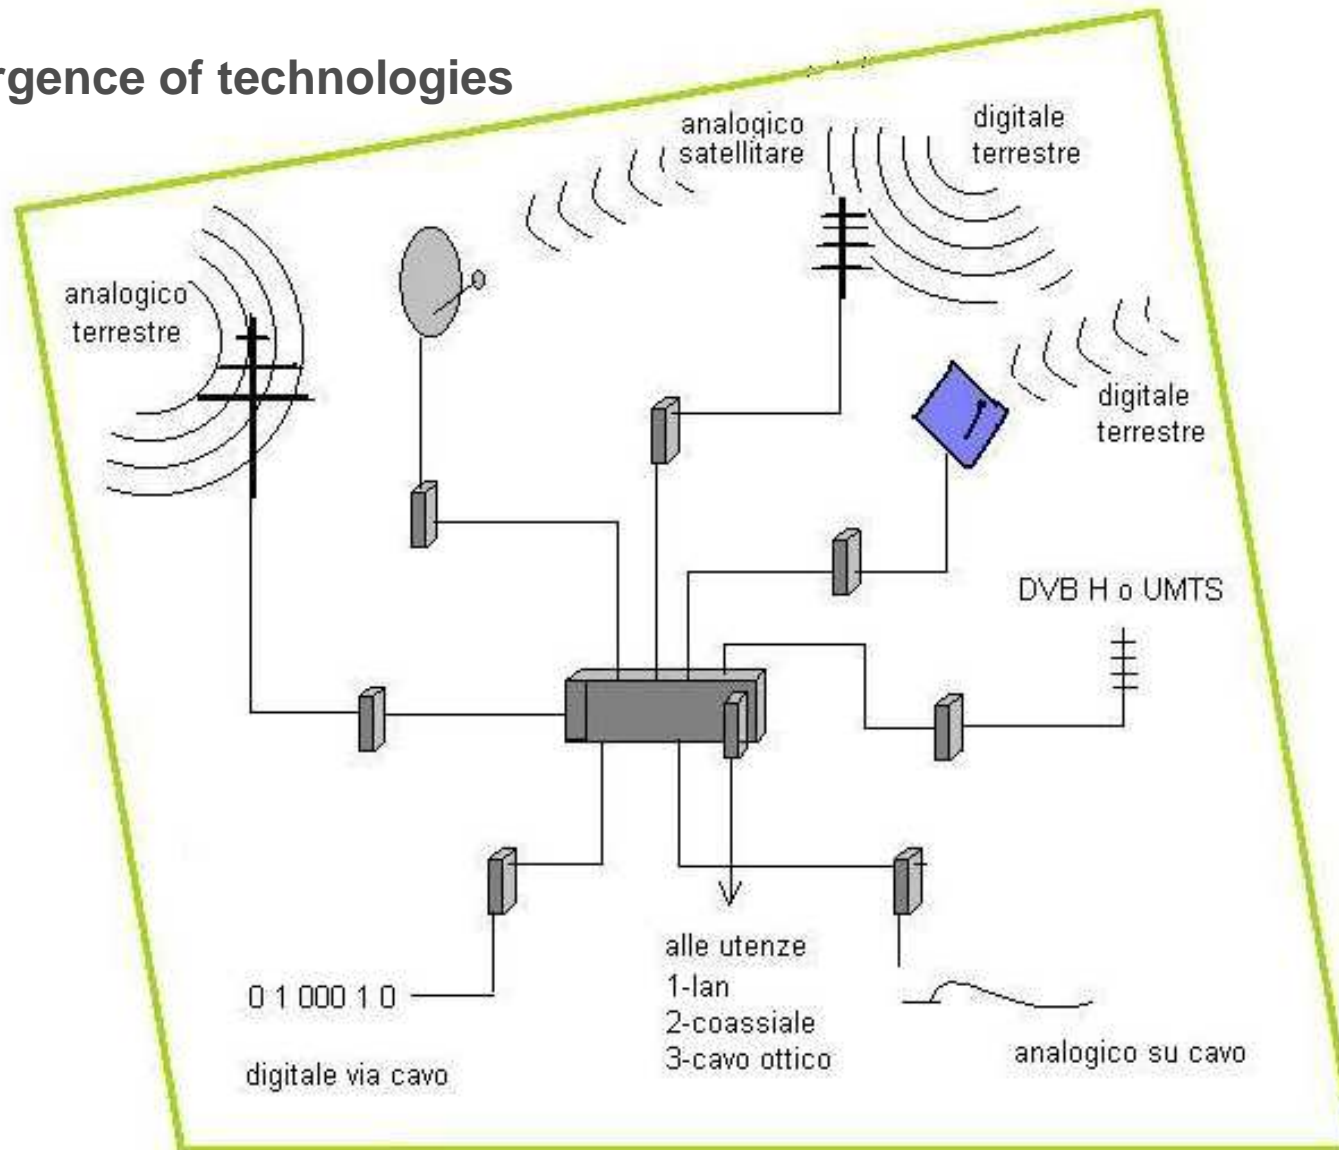 rgence of technologies
analogico
satellitare
digitale
terrestre
analogico
terrestre
digitale
terrestre
DVB H o UMTS
0 1 000 1 0
digitale via cavo
alle utenze
1-lan
2-coassiale
3-cavo ottico
analogico su cavo